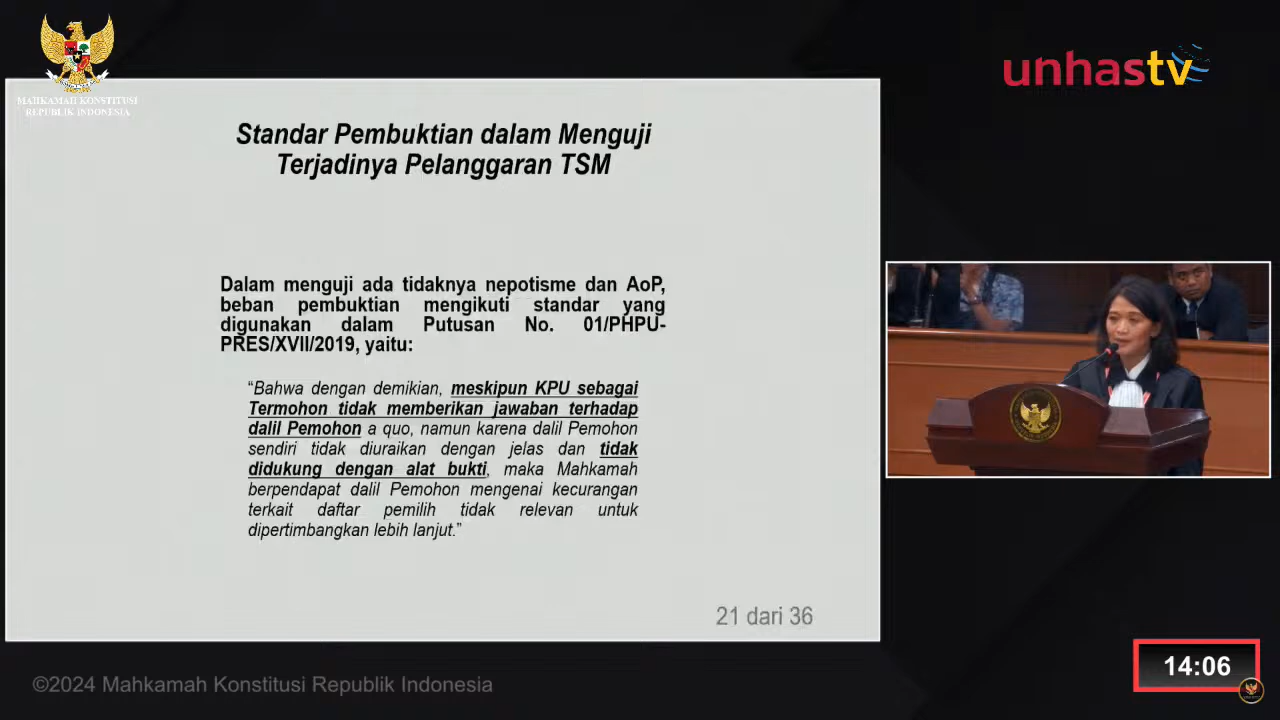 MAHKAMAH KONSTITUSI
REPUBLIK INDONESIA
unhastv
Standar Pembuktian dalam Menguji
Terjadinya Pelanggaran TSM
Dalam menguji ada tidaknya nepotisme dan AoP,
beban pembuktian mengikuti standar yang
digunakan dalam Putusan No. 01/PHPU-
PRES/XVII/2019, yaitu:
“Bahwa dengan demikian, meskipun KPU sebagai
Termohon tidak memberikan jawaban terhadap
dalil Pemohon a quo, namun karena dalil Pemohon
sendiri tidak diuraikan dengan jelas dan tidak
didukung dengan alat bukti, maka Mahkamah
berpendapat dalil Pemohon mengenai kecurangan
terkait daftar pemilih tidak relevan untuk
dipertimbangkan lebih lanjut.”
21 dari 36
©2024 Mahkamah Konstitusi Republik Indonesia
14:06